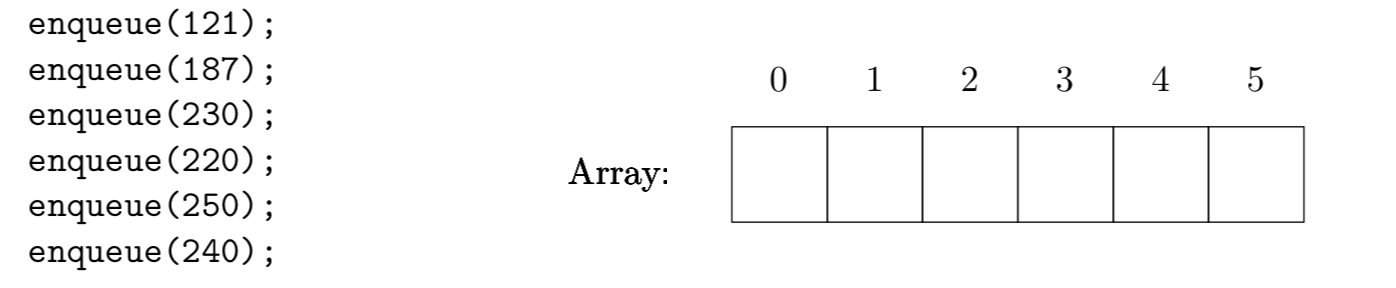 enqueue(121);
enqueue(187);
enqueue(230);
enqueue(220);
enqueue(250);
enqueue(240);
0 1 2 3 4 5
Array: